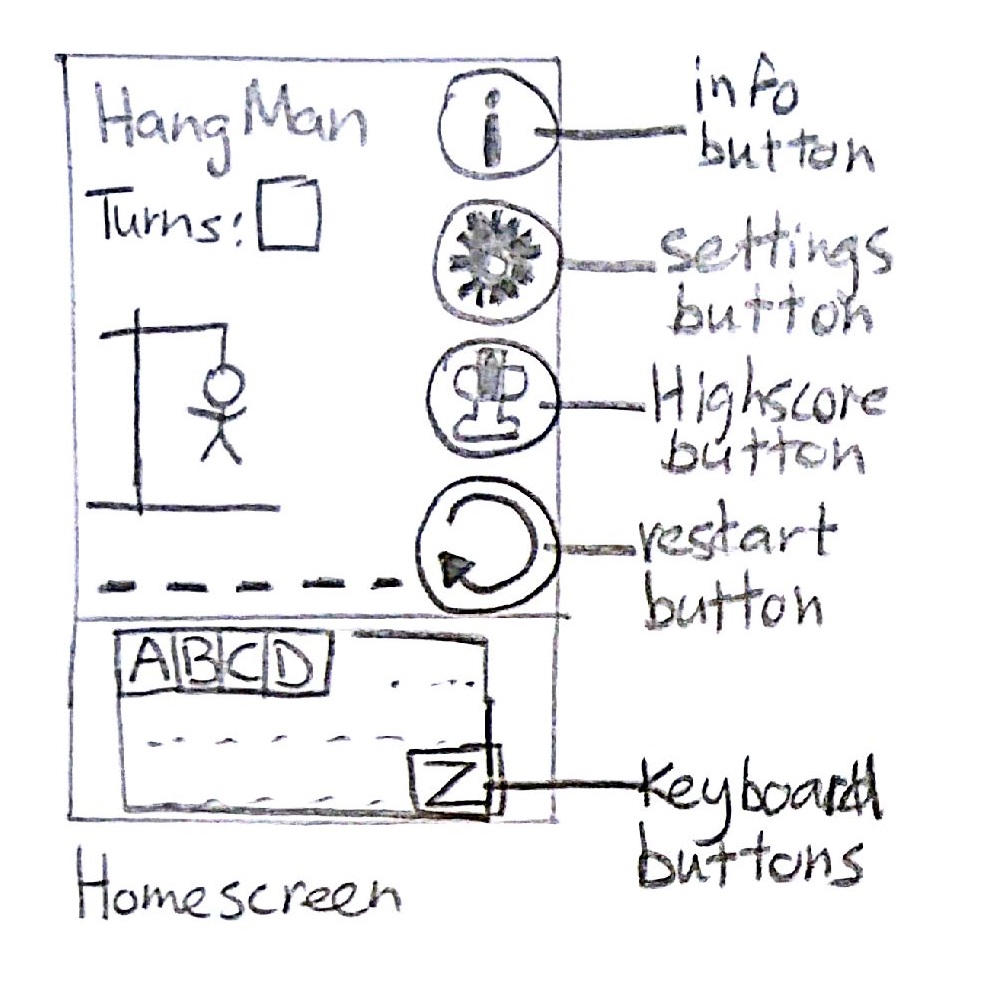 HangMan
Turns:
i
info
button
settings
button
Highscore
button
restart
button
A B C D
Z
Keyboard
buttons
Homescreen